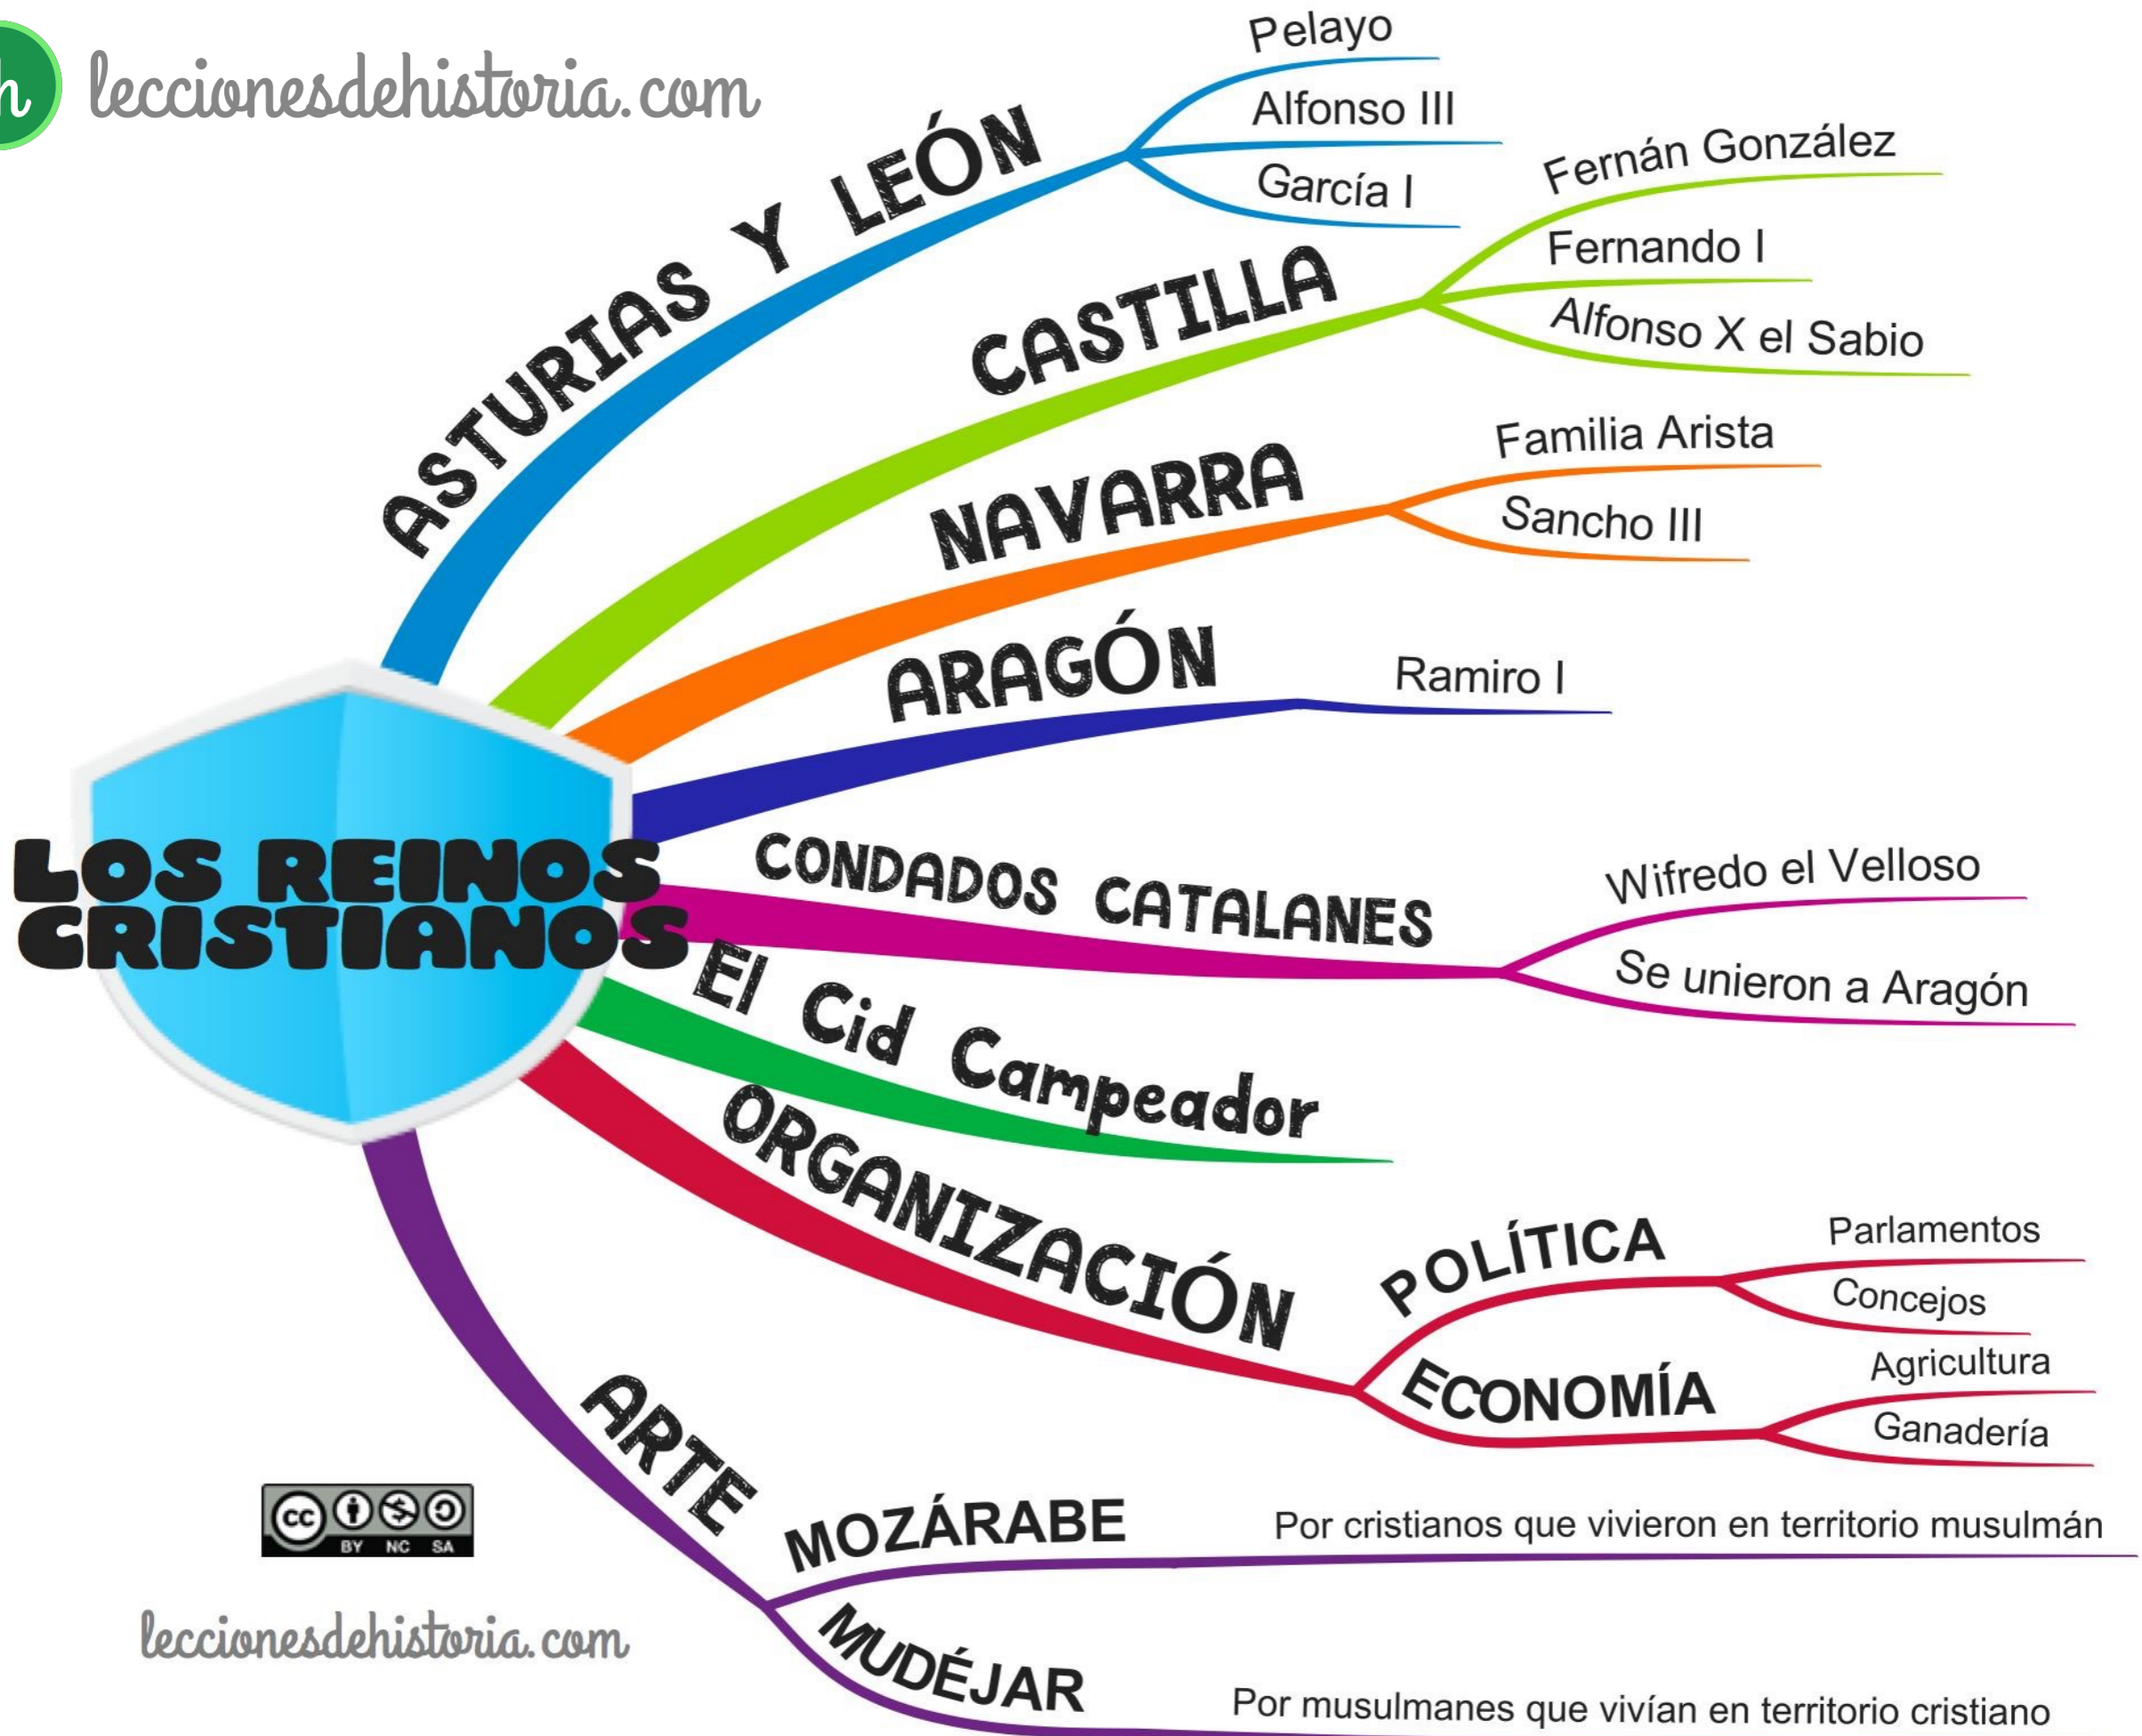 h leccionesdehistoria.com
LOS REINOS
CRISTIANOS
ASTURIAS Y LEÓN
Pelayo
Alfonso III
García I
CASTILLA
Fernán González
Fernando I
Alfonso X el Sabio
NAVARRA
Familia Arista
Sancho III
ARAGÓN
Ramiro I
CONDADOS CATALANES
Wifredo el Velloso
Se unieron a Aragón
El Cid Campeador
ORGANIZACIÓN
POLÍTICA
Parlamentos
Concejos
ECONOMÍA
Agricultura
Ganadería
ARTE
MOZÁRABE
Por cristianos que vivieron en territorio musulmán
MUDÉJAR
Por musulmanes que vivían en territorio cristiano
cc
BY NC SA
leccionesdehistoria.com